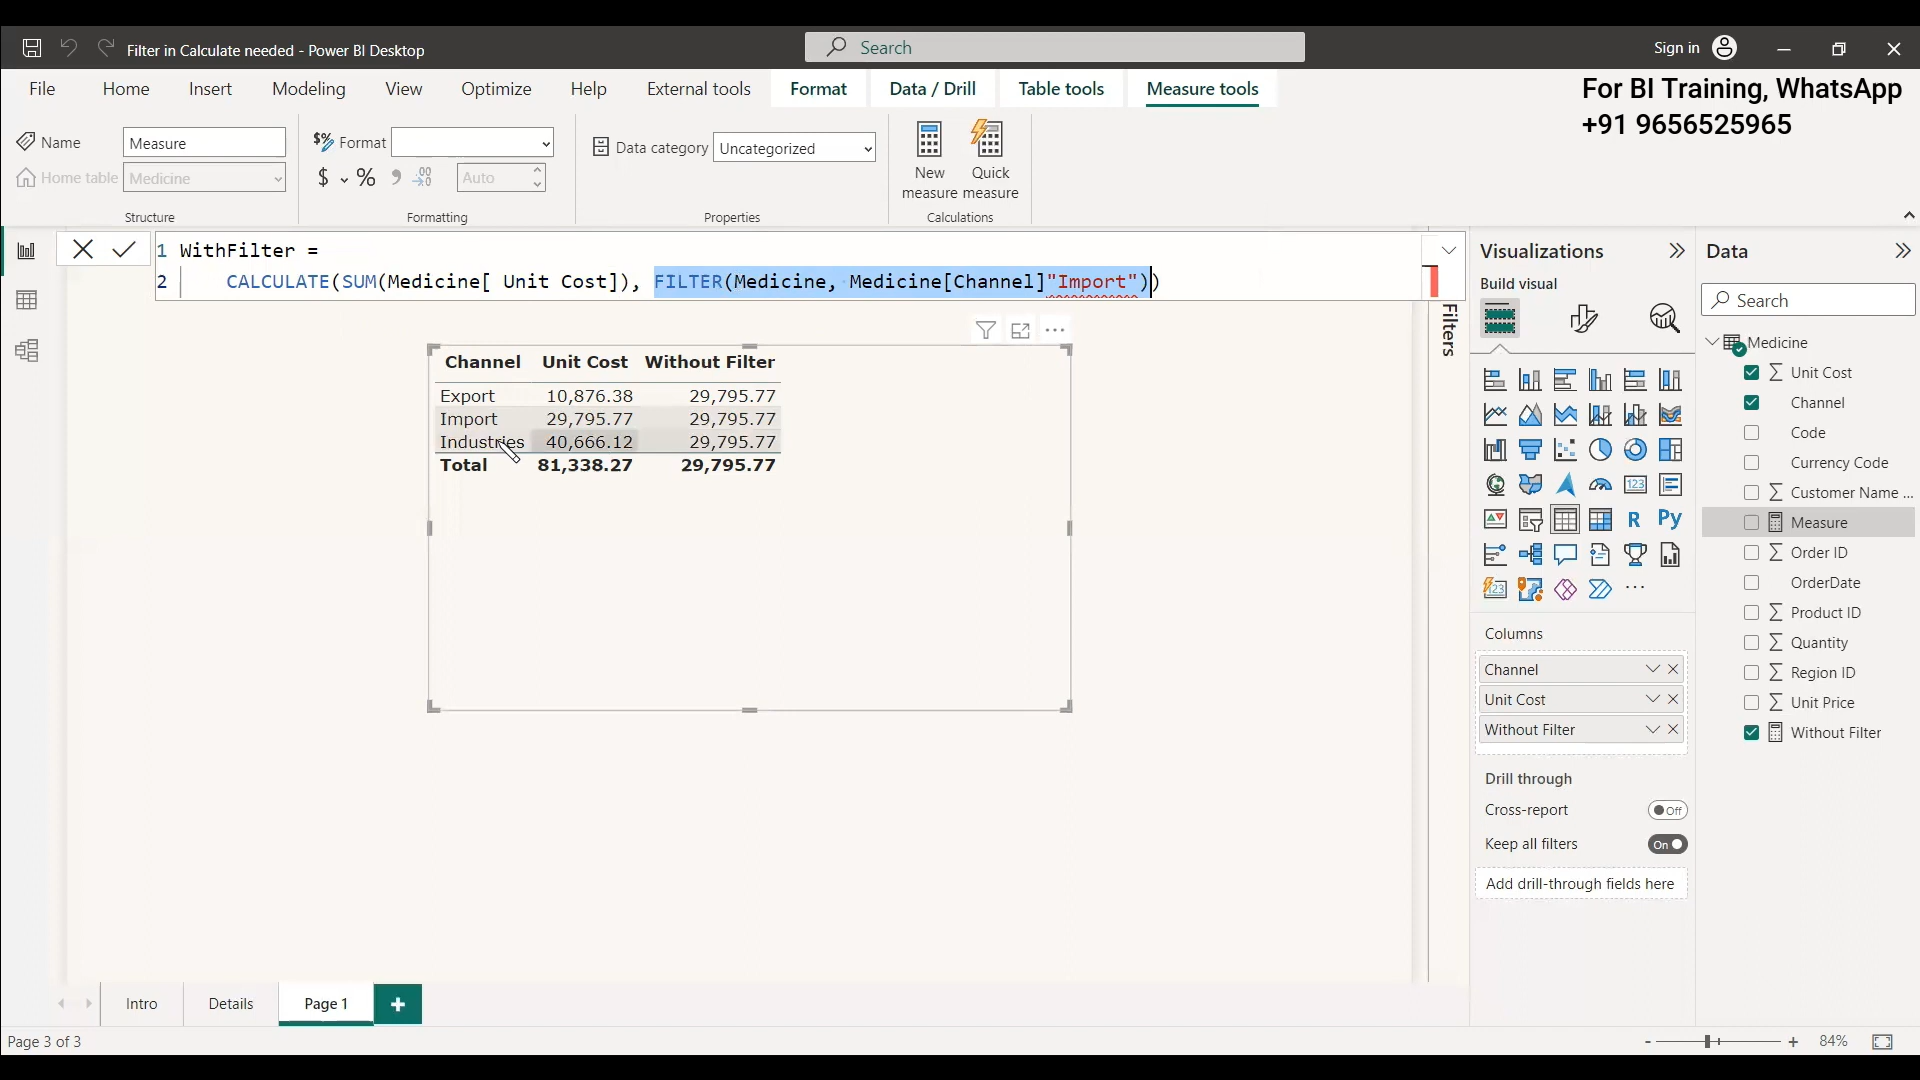 Filter in Calculate needed - Power BI Desktop
Search
Sign in
File Home Insert Modeling View Optimize Help External tools Format Data / Drill Table tools Measure tools
For BI Training, WhatsApp
+91 9656525965
Name Measure
Home table Medicine
Structure
Format
$ % Auto
Formatting
Data category Uncategorized
Properties
New measure
Quick measure
Calculations
1 WithFilter =
2 CALCULATE(SUM(Medicine[ Unit Cost]), FILTER(Medicine, Medicine[Channel]"Import"))
Channel Unit Cost Without Filter
Export 10,876.38 29,795.77
Import 29,795.77 29,795.77
Industries 40,666.12 29,795.77
Total 81,338.27 29,795.77
Filters
Visualizations
Build visual
123
R
Py
123
Columns
Channel
Unit Cost
Without Filter
Drill through
Cross-report Off
Keep all filters On
Add drill-through fields here
Data
Search
Medicine
Unit Cost
Channel
Code
Currency Code
Customer Name ...
Measure
Order ID
OrderDate
Product ID
Quantity
Region ID
Unit Price
Without Filter
Intro Details Page 1 +
Page 3 of 3
- + 84%